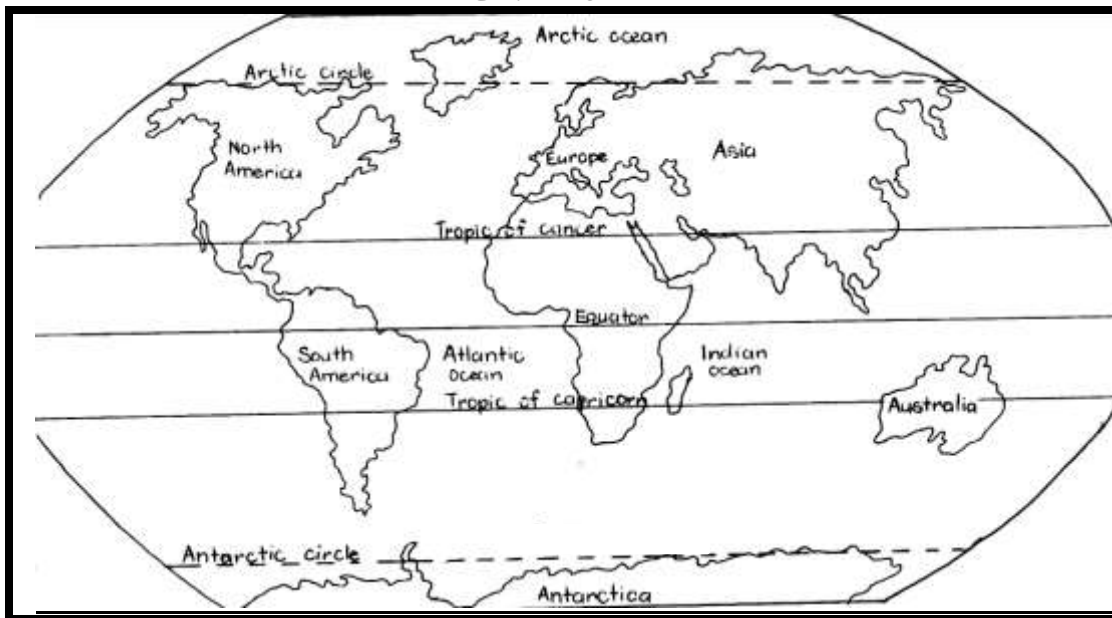 Arctic ocean
Arctic circle
North
America
Europe
Asia
Tropic of cancer
Equator
South
America
Atlantic
ocean
Indian
ocean
Tropic of capricorn
Australia
Antarctic circle
Antarctica